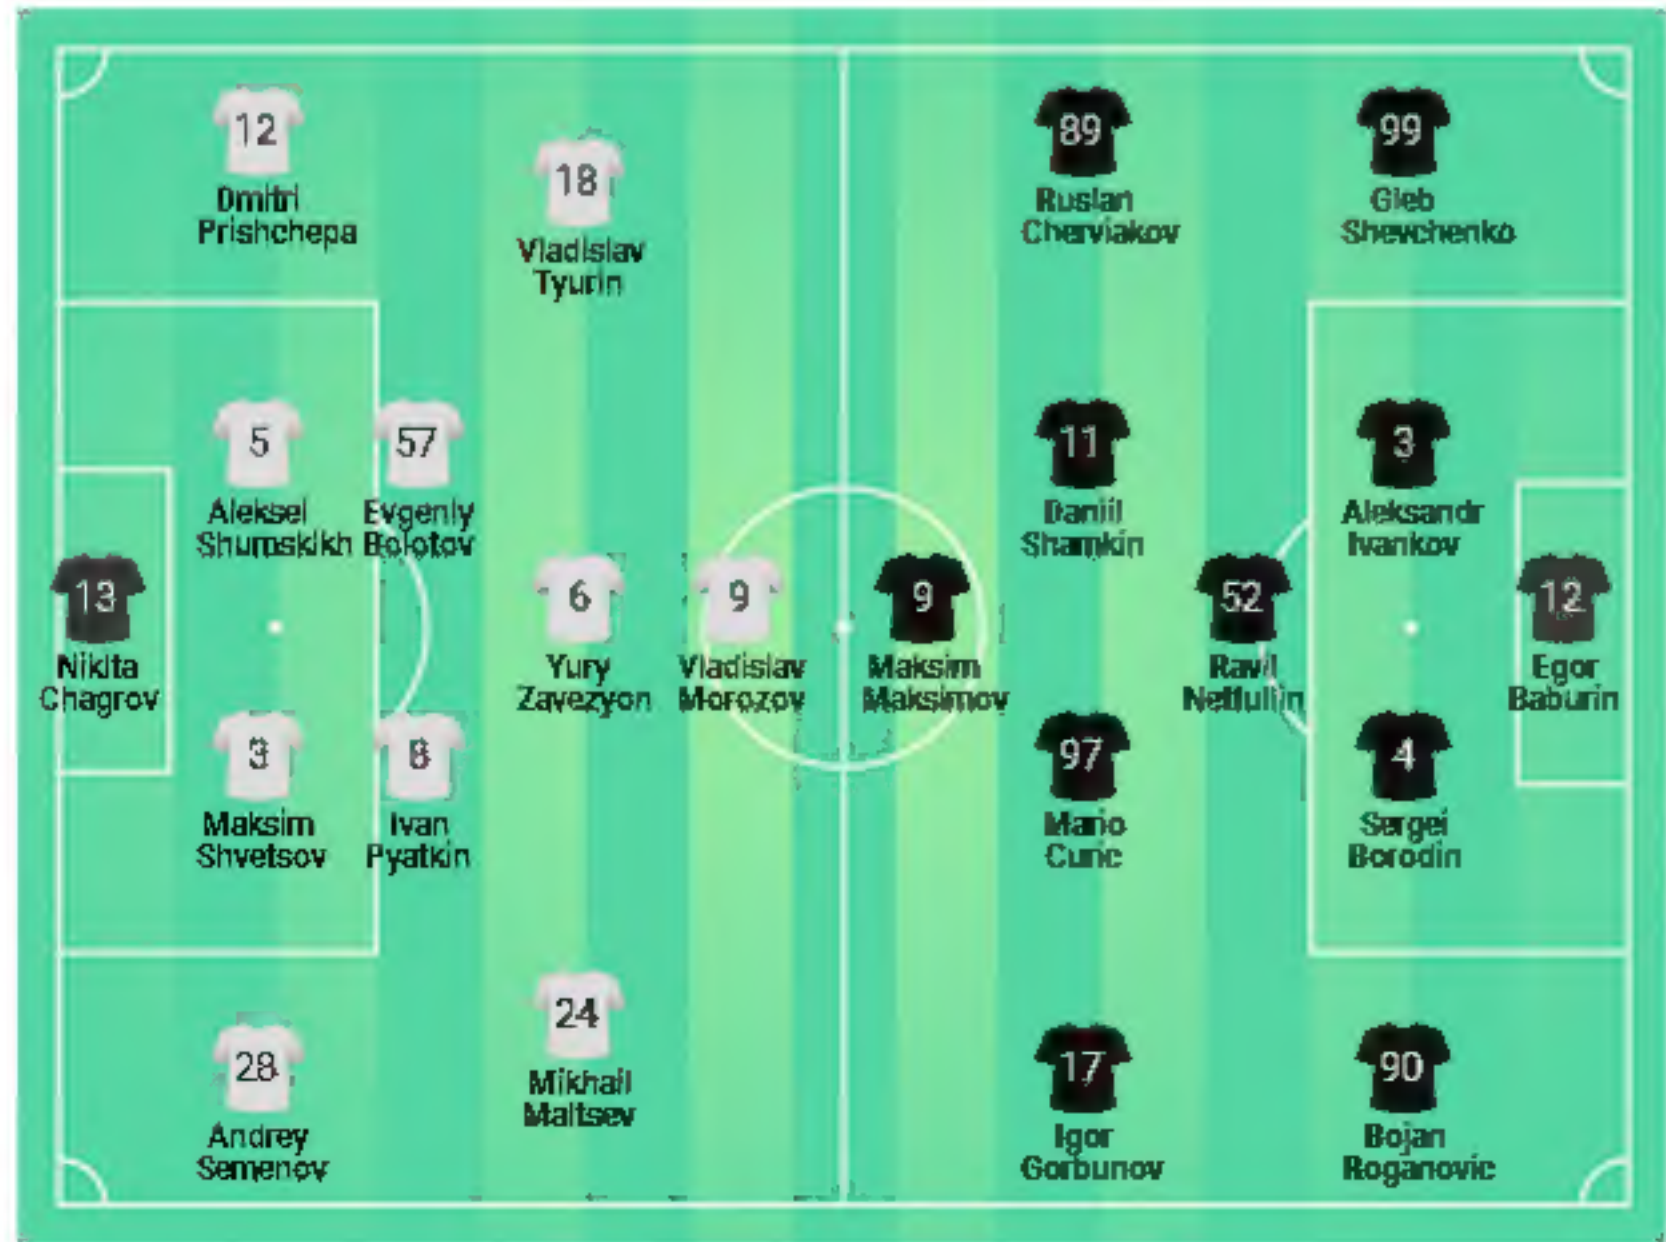 12
Dmitri
Prishchepa
18
Vladislav
Tyurin
89
Ruslan
Cherviakov
99
Gleb
Shevchenko
5
Aleksei
Shumskikh
57
Evgeniy
Bolotov
11
Daniil
Shamkin
3
Aleksandr
Ivankov
13
Nikita
Chagrov
6
Yury
Zavezyon
9
Vladislav
Morozov
9
Maksim
Maksimov
52
Ravil
Netfullin
12
Egor
Baburin
3
Maksim
Shvetsov
8
Ivan
Pyatkin
97
Mario
Curic
4
Sergei
Borodin
28
Andrey
Semenov
24
Mikhail
Maltsev
17
Igor
Gorbunov
90
Bojan
Roganovic